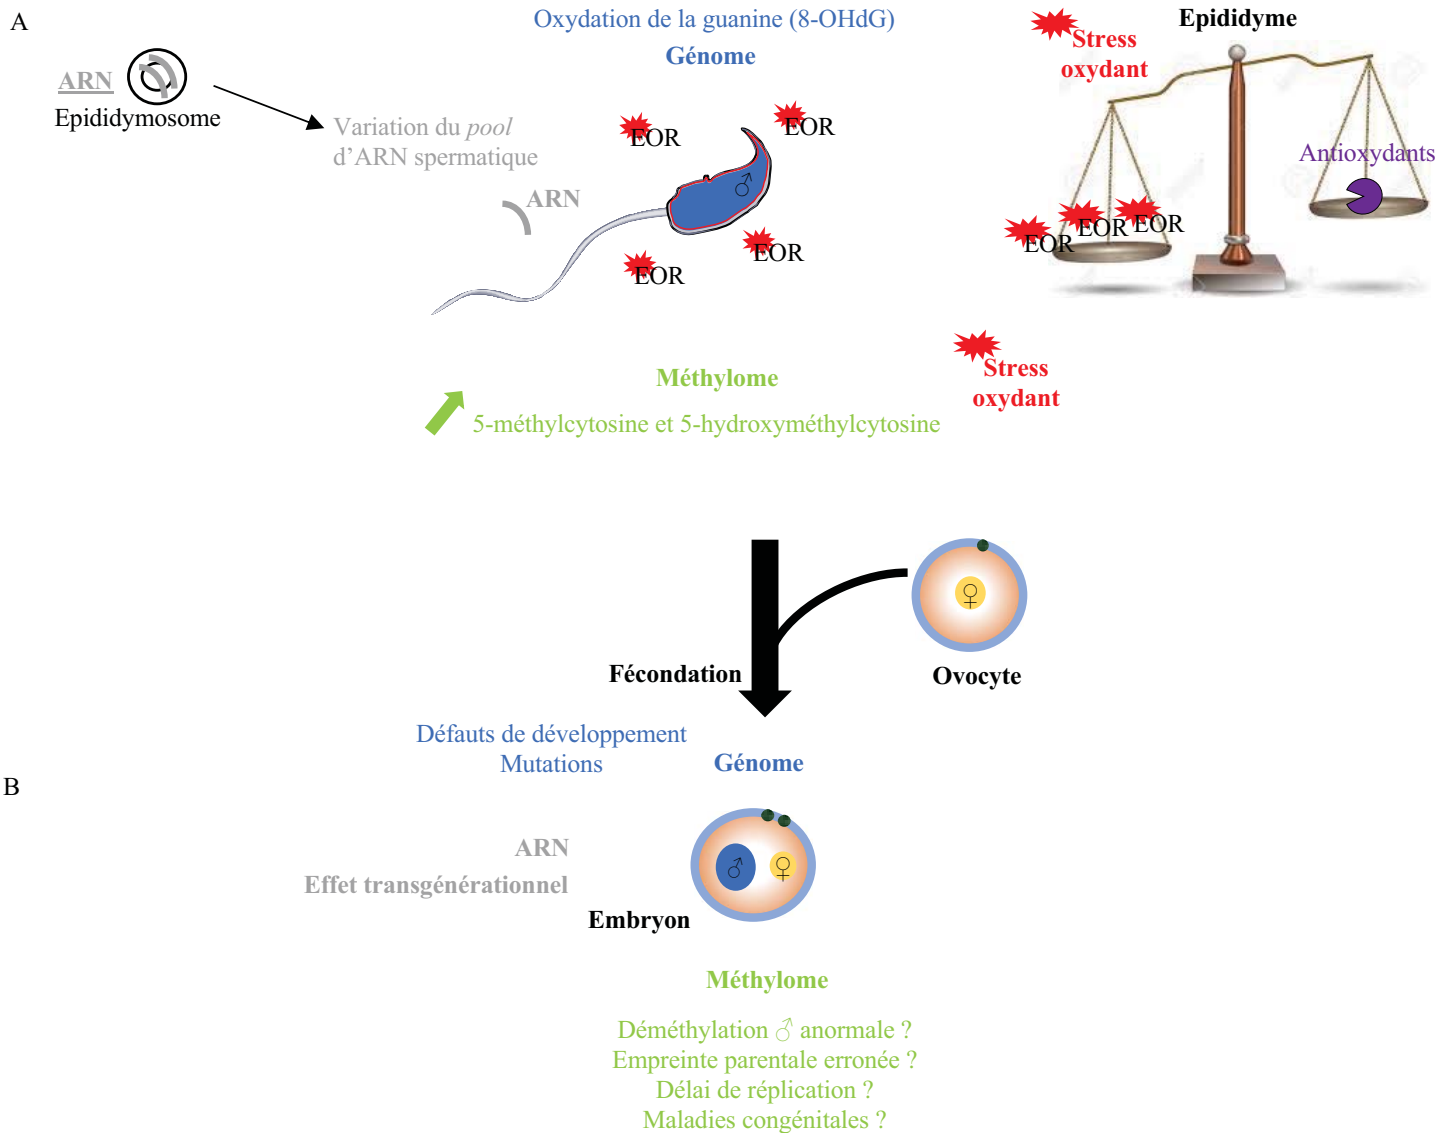 A
Oxydation de la guanine (8-OHdG)
Génome
Stress
oxydant
Epididyme
ARN
Epididymosome
Variation du pool
d’ARN spermatique
ARN
EOR
EOR
♂
EOR
EOR
Antioxydants
EOR
EOR
EOR
Méthylome
5-méthylcytosine et 5-hydroxyméthylcytosine
Stress
oxydant
♀
Fécondation
Ovocyte
Défauts de développement
Mutations
Génome
B
ARN
Effet transgénérationnel
♂ ♀
Embryon
Méthylome
Déméthylation ♂ anormale ?
Empreinte parentale erronée ?
Délai de réplication ?
Maladies congénitales ?